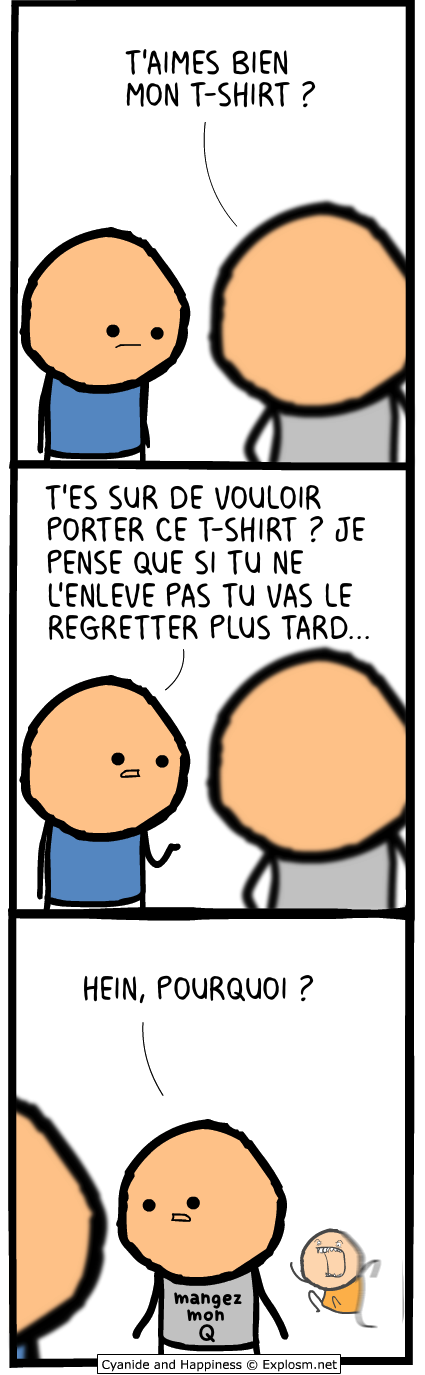 T'AIMES BIEN
MON T-SHIRT ?
T'ES SUR DE VOULOIR
PORTER CE T-SHIRT ? JE
PENSE QUE SI TU NE
L'ENLEVE PAS TU VAS LE
REGRETTER PLUS TARD...
HEIN, POURQUOI ?
mangez
mon
Q
Cyanide and Happiness © Explosm.net